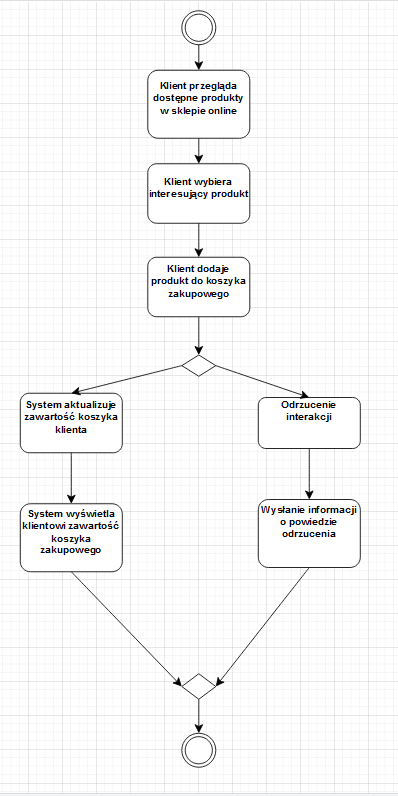 Klient przegląda
dostępne produkty
w sklepie online
Klient wybiera
interesujący produkt
Klient dodaje
produkt do koszyka
zakupowego
System aktualizuje
zawartość koszyka
klienta
Odrzucenie
interakcji
System wyświetla
klientowi zawartość
koszyka
zakupowego
Wysłanie informacji
o powiedzie
odrzucenia